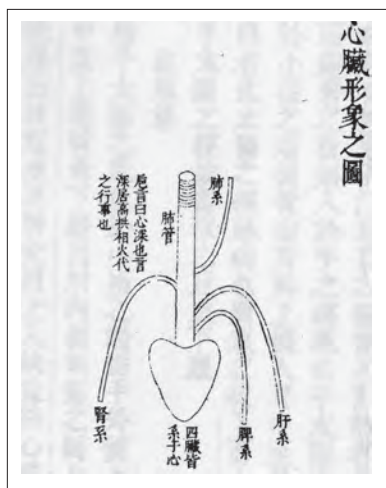 心臟形象之圖
肺系
肺管
巵言曰心深也言
深居高拱相火代
之行事也
肝系
脾系
四臟皆
系于心
腎系